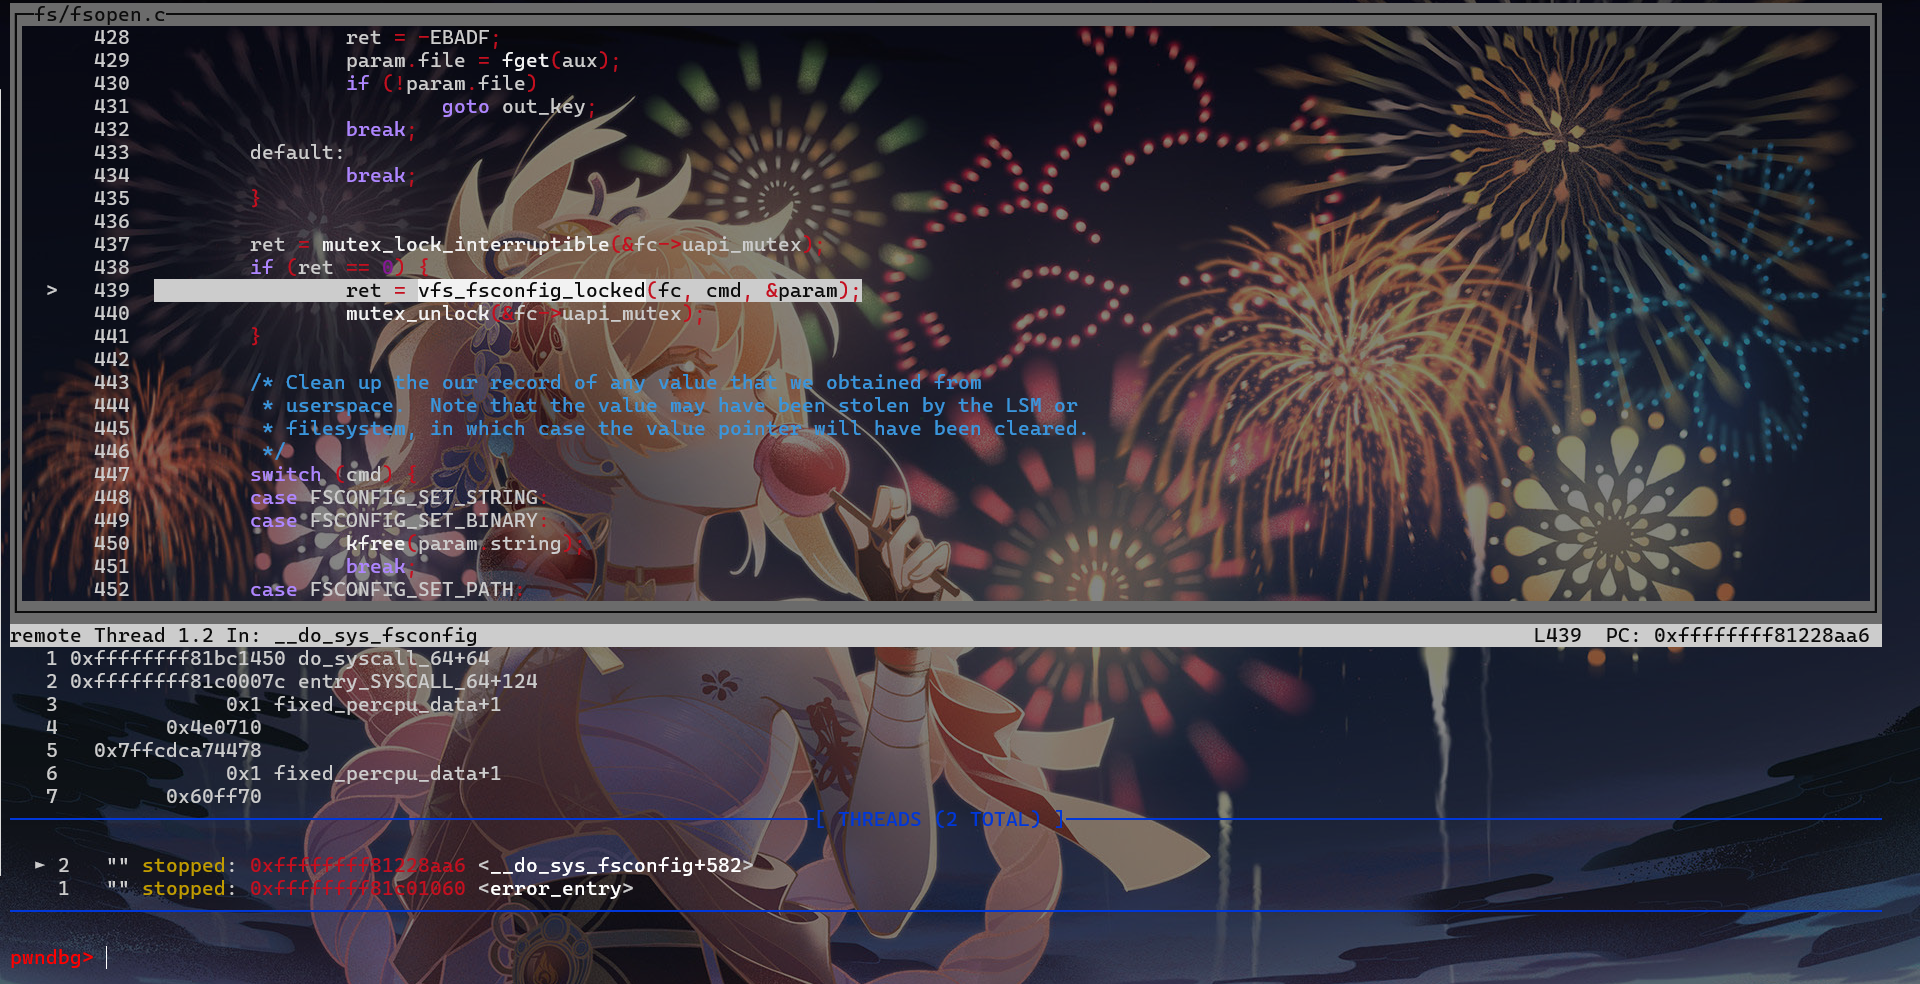 fs/fsopen.c
428 ret = -EBADF;
429 param.file = fget(aux);
430 if (!param.file)
431 goto out_key;
432 break;
433 default:
434 break;
435 }
436
437 ret = mutex_lock_interruptible(&fc->uapi_mutex);
438 if (ret == 0) {
> 439 ret = vfs_fsconfig_locked(fc, cmd, &param);
440 mutex_unlock(&fc->uapi_mutex);
441 }
442
443 /* Clean up the our record of any value that we obtained from
444 * userspace.  Note that the value may have been stolen by the LSM or
445 * filesystem, in which case the value pointer will have been cleared.
446 */
447 switch (cmd) {
448 case FSCONFIG_SET_STRING:
449 case FSCONFIG_SET_BINARY:
450 kfree(param.string);
451 break;
452 case FSCONFIG_SET_PATH:
remote Thread 1.2 In: __do_sys_fsconfig L439 PC: 0xffffffff81228aa6
1 0xffffffff81bc1450 do_syscall_64+64
2 0xffffffff81c0007c entry_SYSCALL_64+124
3 0x1 fixed_percpu_data+1
4 0x4e0710
5 0x7ffcdca74478
6 0x1 fixed_percpu_data+1
7 0x60ff70
[ THREADS (2 TOTAL) ]
► 2 "" stopped: 0xffffffff81228aa6 <__do_sys_fsconfig+582>
1 "" stopped: 0xffffffff81c01060 <error_entry>
pwndbg>